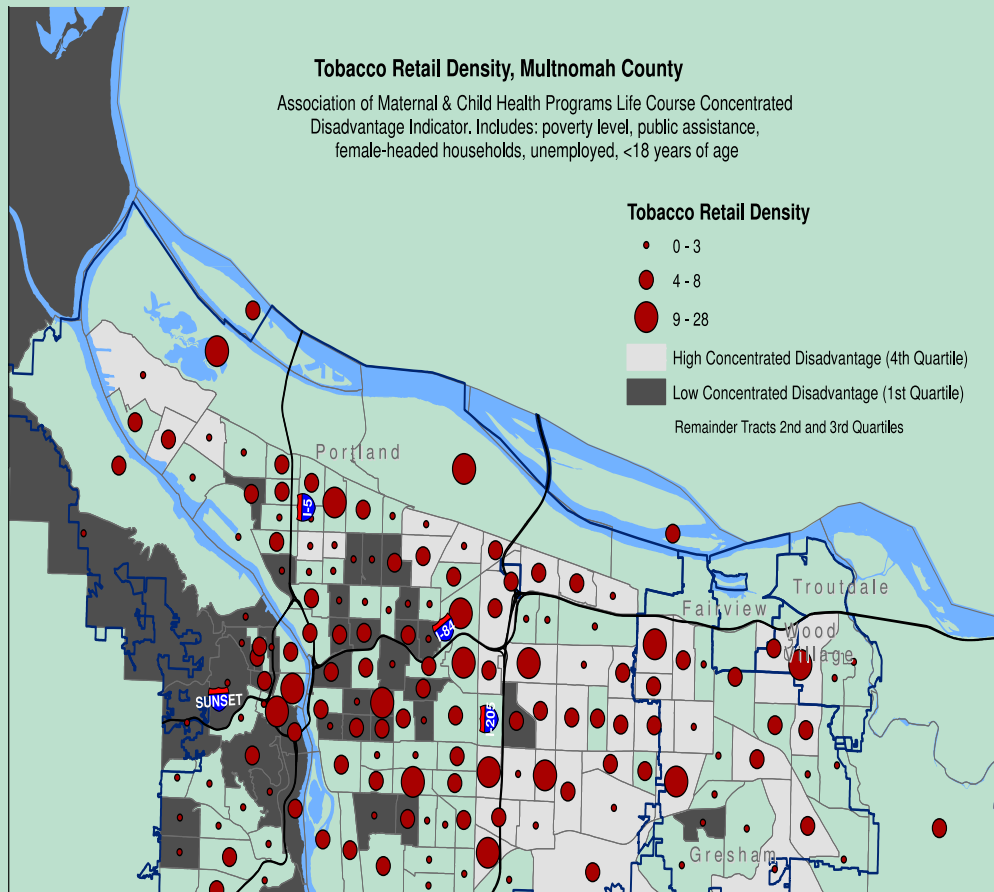 Tobacco Retail Density, Multnomah County
Association of Maternal & Child Health Programs Life Course Concentrated
Disadvantage Indicator. Includes: poverty level, public assistance,
female-headed households, unemployed, <18 years of age
Tobacco Retail Density
0 - 3
4 - 8
9 - 28
High Concentrated Disadvantage (4th Quartile)
Low Concentrated Disadvantage (1st Quartile)
Remainder Tracts 2nd and 3rd Quartiles
Portland
I-5
Troutdale
Fairview
Wood
Village
I-84
SUNSET
I-205
Gresham